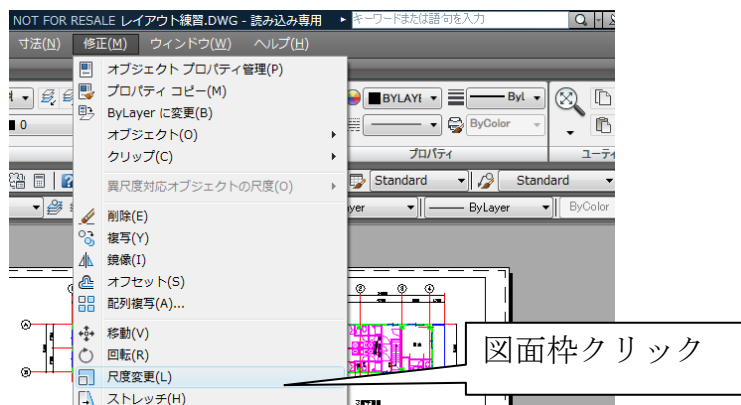 NOT FOR RESALE レイアウト練習.DWG - 読み込み専用
キーワードまたは語句を入力
寸法(N) 修正(M) ウィンドウ(W) ヘルプ(H)
オブジェクト プロパティ管理(P)
プロパティ コピー(M)
ByLayer に変更(B)
オブジェクト(O)
クリップ(C)
異尺度対応オブジェクトの尺度(O)
削除(E)
複写(Y)
鏡像(I)
オフセット(S)
配列複写(A)...
移動(V)
回転(R)
尺度変更(L)
ストレッチ(H)
0
BYLAYE
Byl
ByColor
プロパティ
Standard
Standard
ByLayer
ByColor
図面枠クリック